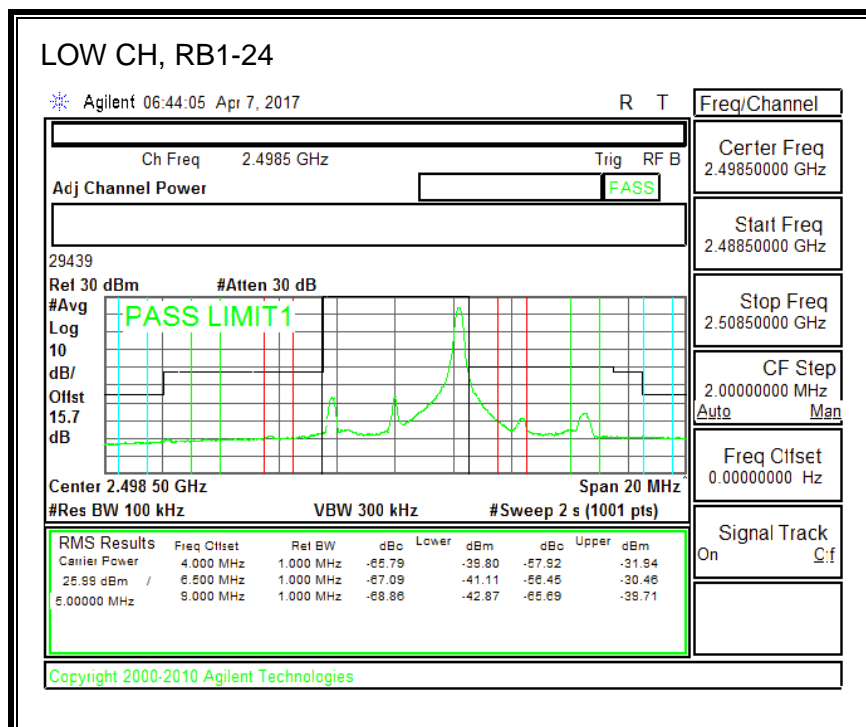 LOW CH, RB1-24
Agilent 06:44:05 Apr 7, 2017 R T
Freq/Channel
Ch Freq 2.4985 GHz Trig RF B
Adj Channel Power PASS
Center Freq
2.49850000 GHz
Start Freq
2.48850000 GHz
Stop Freq
2.50850000 GHz
CF Step
2.00000000 MHz
Auto Man
Freq Offset
0.00000000 Hz
Signal Track
On Off
29439
Ref 30 dBm #Atten 30 dB
#Avg
Log
10
dB/
Offst
15.7
dB
PASS LIMIT1
Center 2.498 50 GHz Span 20 MHz
#Res BW 100 kHz VBW 300 kHz #Sweep 2 s (1001 pts)
RMS Results Freq Offset Ref BW dBc Lower dBm dBc Upper dBm
Carrier Power 4.000 MHz 1.000 MHz -65.79 -39.80 -57.92 -31.94
25.99 dBm / 6.500 MHz 1.000 MHz -67.09 -41.11 -56.45 -30.46
5.00000 MHz 9.000 MHz 1.000 MHz -68.86 -42.87 -65.69 -39.71
Copyright 2000-2010 Agilent Technologies